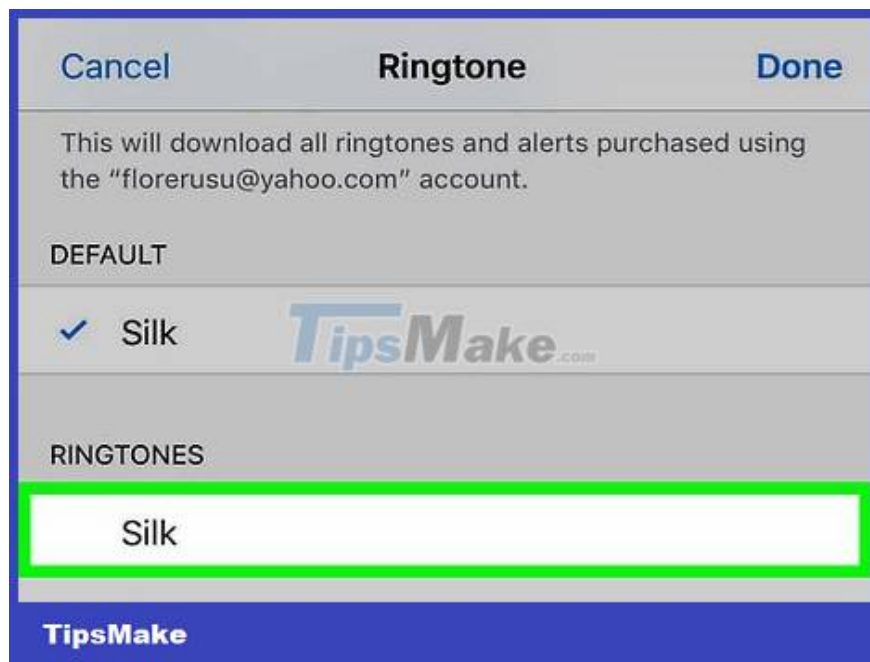 Cancel Ringtone Done
This will download all ringtones and alerts purchased using
the “florerusu@yahoo.com” account.
DEFAULT
✓ Silk
TipsMake.com
RINGTONES
Silk
TipsMake